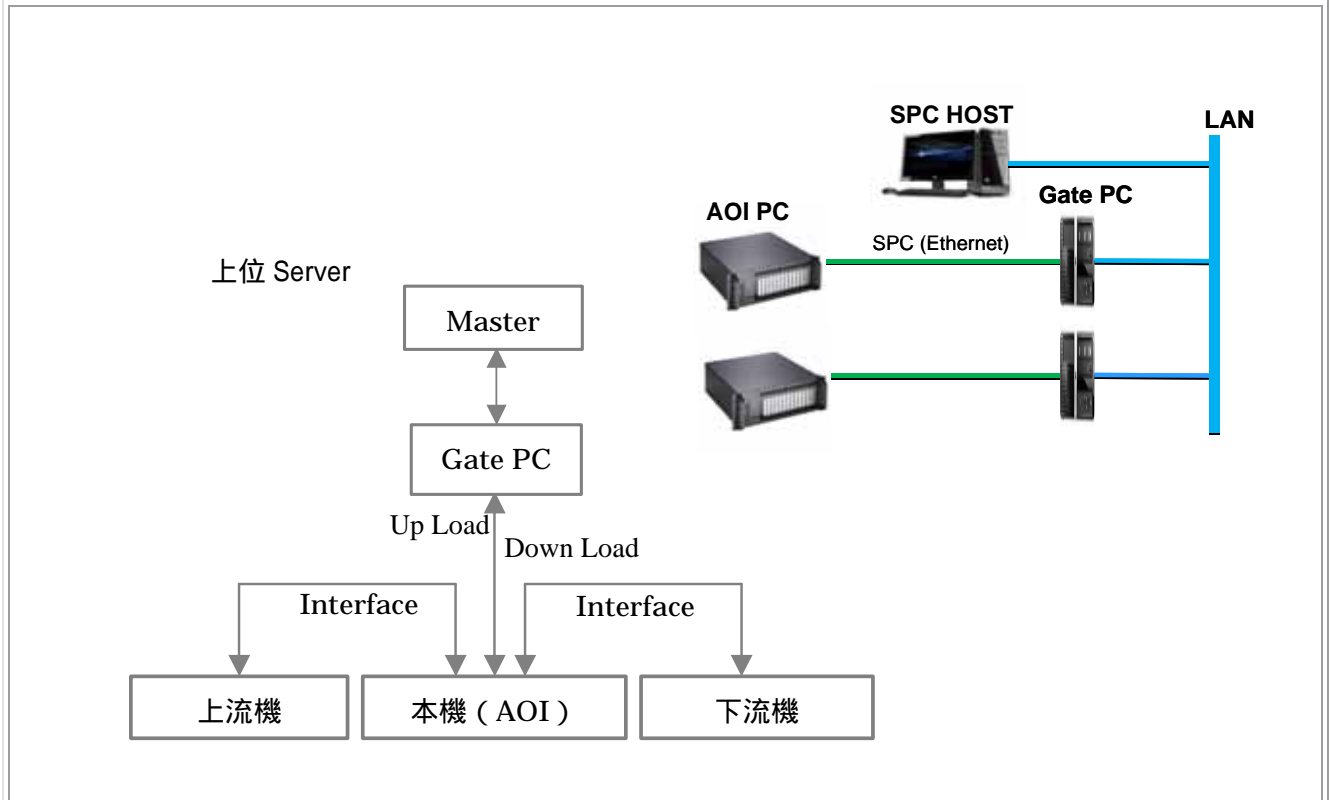 SPC HOST
LAN
Gate PC
AOI PC
SPC (Ethernet)
上位 Server
Master
Gate PC
Up Load
Down Load
Interface
Interface
上流機
本機 ( AOI )
下流機